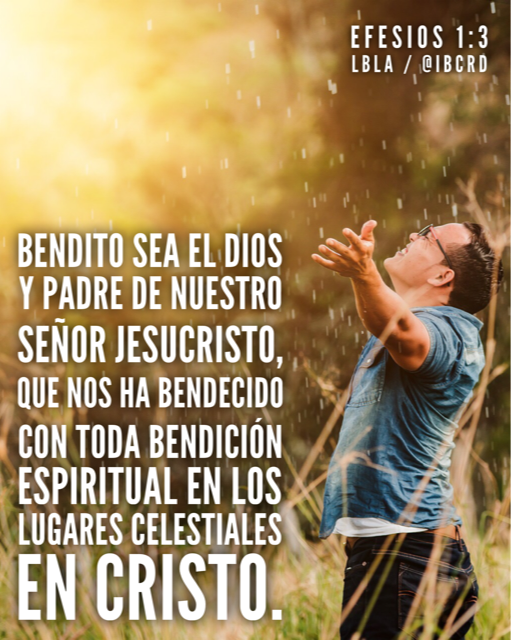 EFESIOS 1:3
LBLA / @IBCRD
BENDITO SEA EL DIOS
Y PADRE DE NUESTRO
SEÑOR JESUCRISTO,
QUE NOS HA BENDECIDO
CON TODA BENDICIÓN
ESPIRITUAL EN LOS
LUGARES CELESTIALES
EN CRISTO.